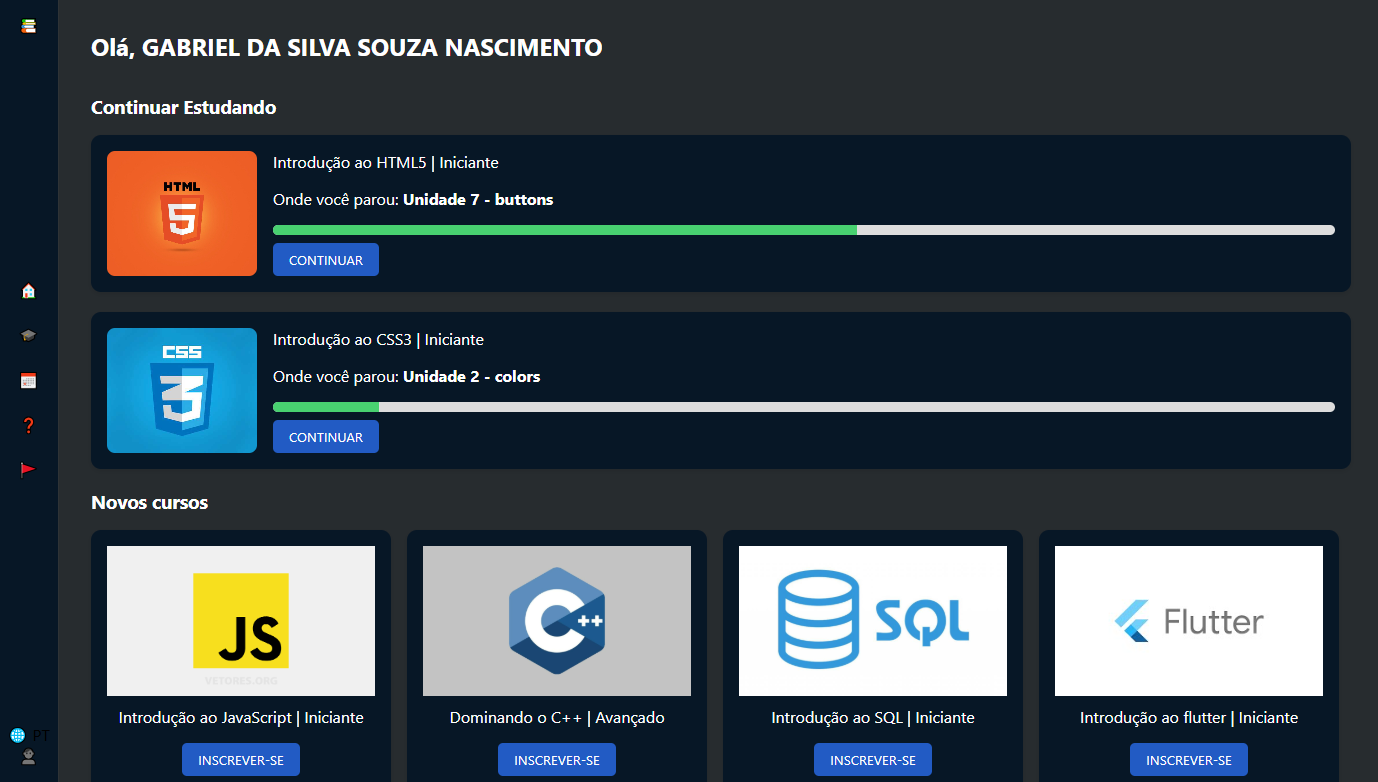 Olá, GABRIEL DA SILVA SOUZA NASCIMENTO
Continuar Estudando
HTML
5
Introdução ao HTML5 | Iniciante
Onde você parou: Unidade 7 - buttons
CONTINUAR
CSS
3
Introdução ao CSS3 | Iniciante
Onde você parou: Unidade 2 - colors
CONTINUAR
Novos cursos
JS
VETORES.ORG
Introdução ao JavaScript | Iniciante
INSCREVER-SE
C++
Dominando o C++ | Avançado
INSCREVER-SE
SQL
Introdução ao SQL | Iniciante
INSCREVER-SE
Flutter
Introdução ao flutter | Iniciante
INSCREVER-SE
PT